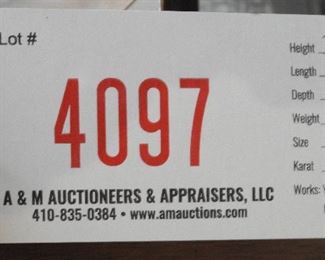 Lot #
4097
A & M AUCTIONEERS & APPRAISERS, LLC
410-835-0384 • www.amauctions.com
Height
Length
Depth
Weight
Size
Karat
Works: